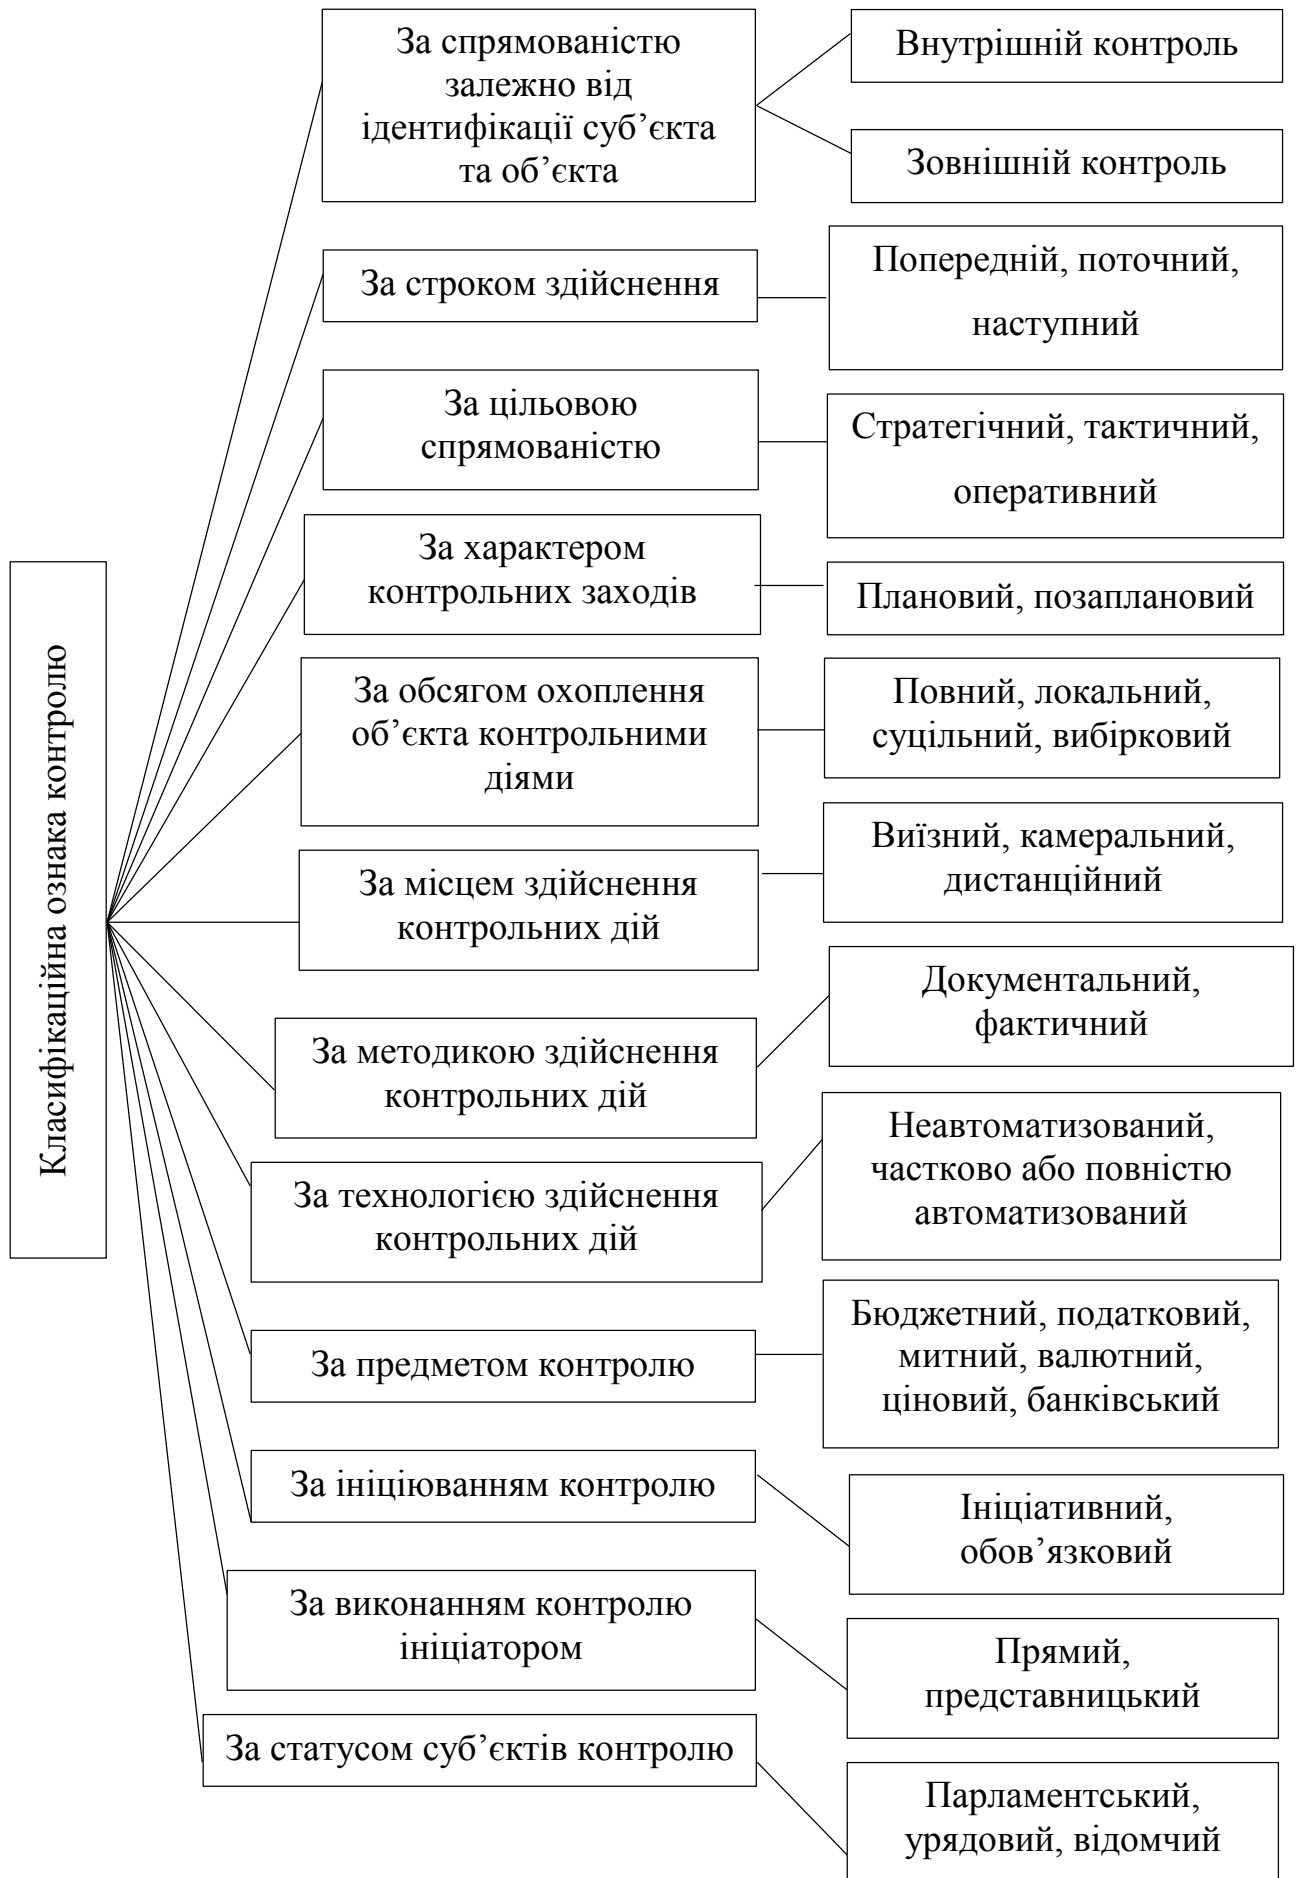 Класифікаційна ознака контролю
За спрямованістю
залежно від
ідентифікації суб’єкта
та об’єкта
Внутрішній контроль
Зовнішній контроль
За строком здійснення
Попередній, поточний,
наступний
За цільовою
спрямованістю
Стратегічний, тактичний,
оперативний
За характером
контрольних заходів
Плановий, позаплановий
За обсягом охоплення
об’єкта контрольними
діями
Повний, локальний,
суцільний, вибірковий
За місцем здійснення
контрольних дій
Виїзний, камеральний,
дистанційний
За методикою здійснення
контрольних дій
Документальний,
фактичний
За технологією здійснення
контрольних дій
Неавтоматизований,
частково або повністю
автоматизований
За предметом контролю
Бюджетний, податковий,
митний, валютний,
ціновий, банківський
За ініціюванням контролю
Ініціативний,
обов’язковий
За виконанням контролю
ініціатором
Прямий,
представницький
За статусом суб’єктів контролю
Парламентський,
урядовий, відомчий